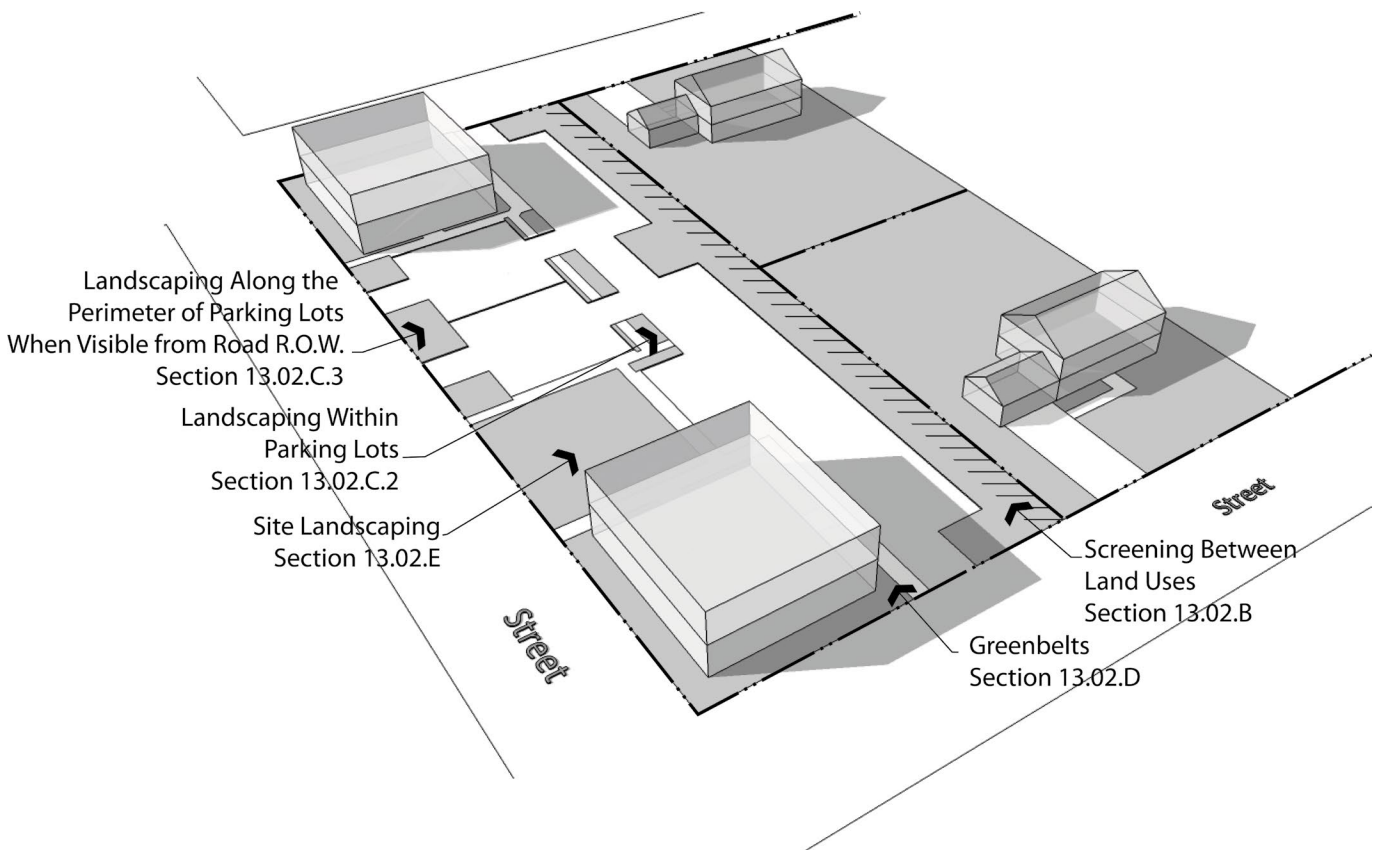 Landscaping Along the
Perimeter of Parking Lots
When Visible from Road R.O.W.
Section 13.02.C.3
Landscaping Within
Parking Lots
Section 13.02.C.2
Site Landscaping
Section 13.02.E
Street
Street
Screening Between
Land Uses
Section 13.02.B
Greenbelts
Section 13.02.D